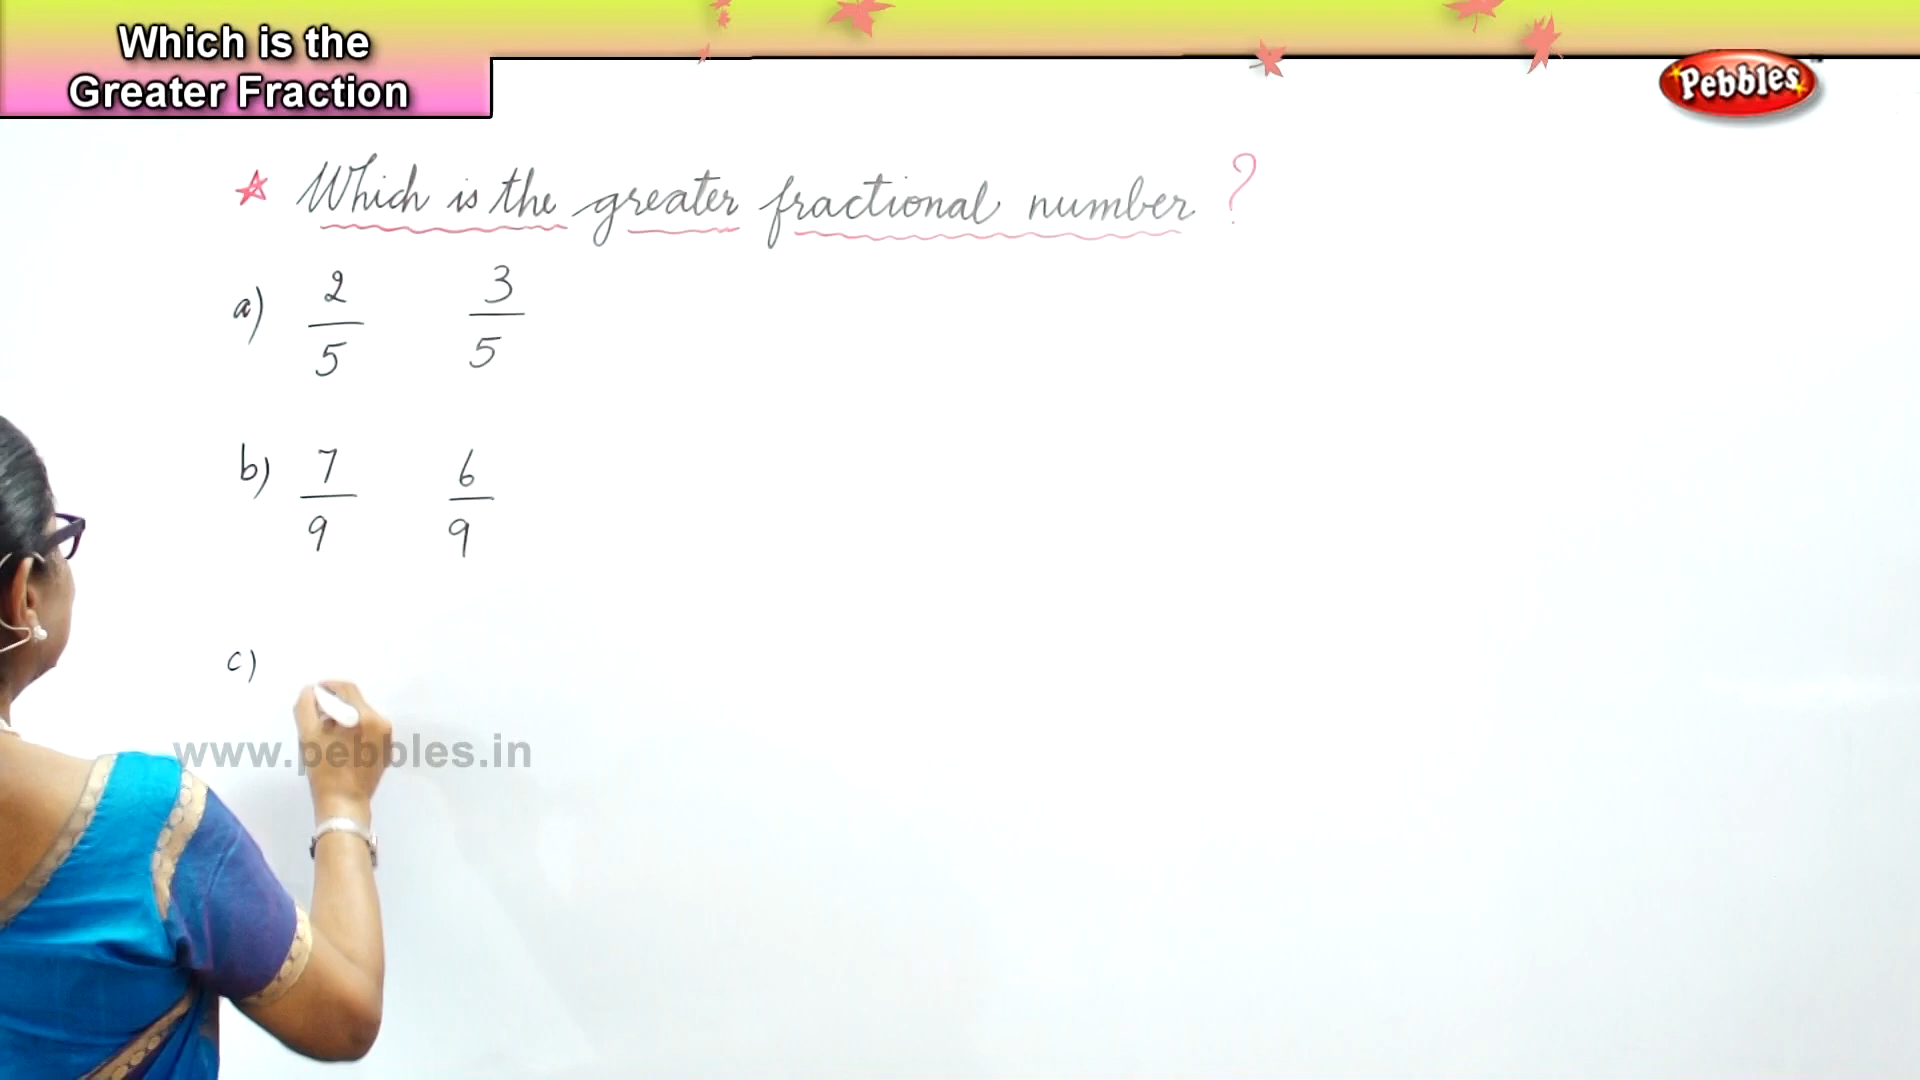 Which is the
Greater Fraction
Pebbles
Which is the greater fractional number ?
a) 2/5 3/5
b) 7/9 6/9
c)
www.pebbles.in